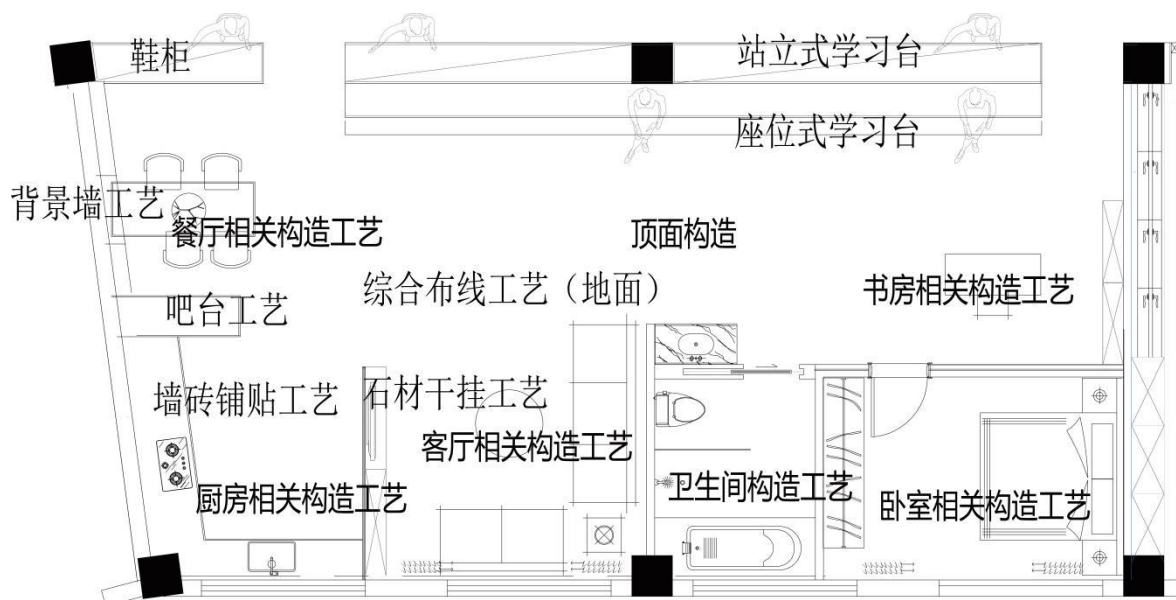 鞋柜
站立式学习台
座位式学习台
背景墙工艺
餐厅相关构造工艺
顶面构造
综合布线工艺（地面）
书房相关构造工艺
吧台工艺
墙砖铺贴工艺
石材干挂工艺
客厅相关构造工艺
厨房相关构造工艺
卫生间构造工艺
卧室相关构造工艺